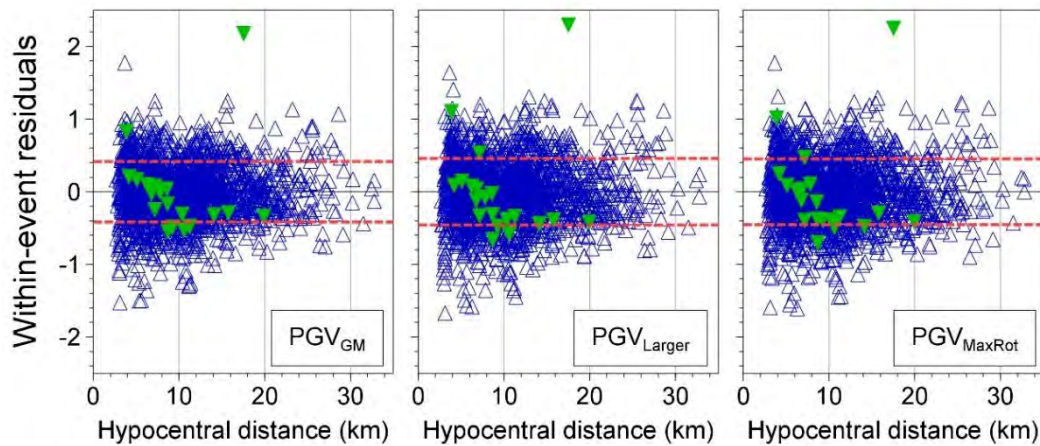 Within-event residuals
2
1
0
-1
-2
PGV_GM
PGV_Larger
PGV_MaxRot
0 10 20 30
0 10 20 30
0 10 20 30
Hypocentral distance (km)
Hypocentral distance (km)
Hypocentral distance (km)